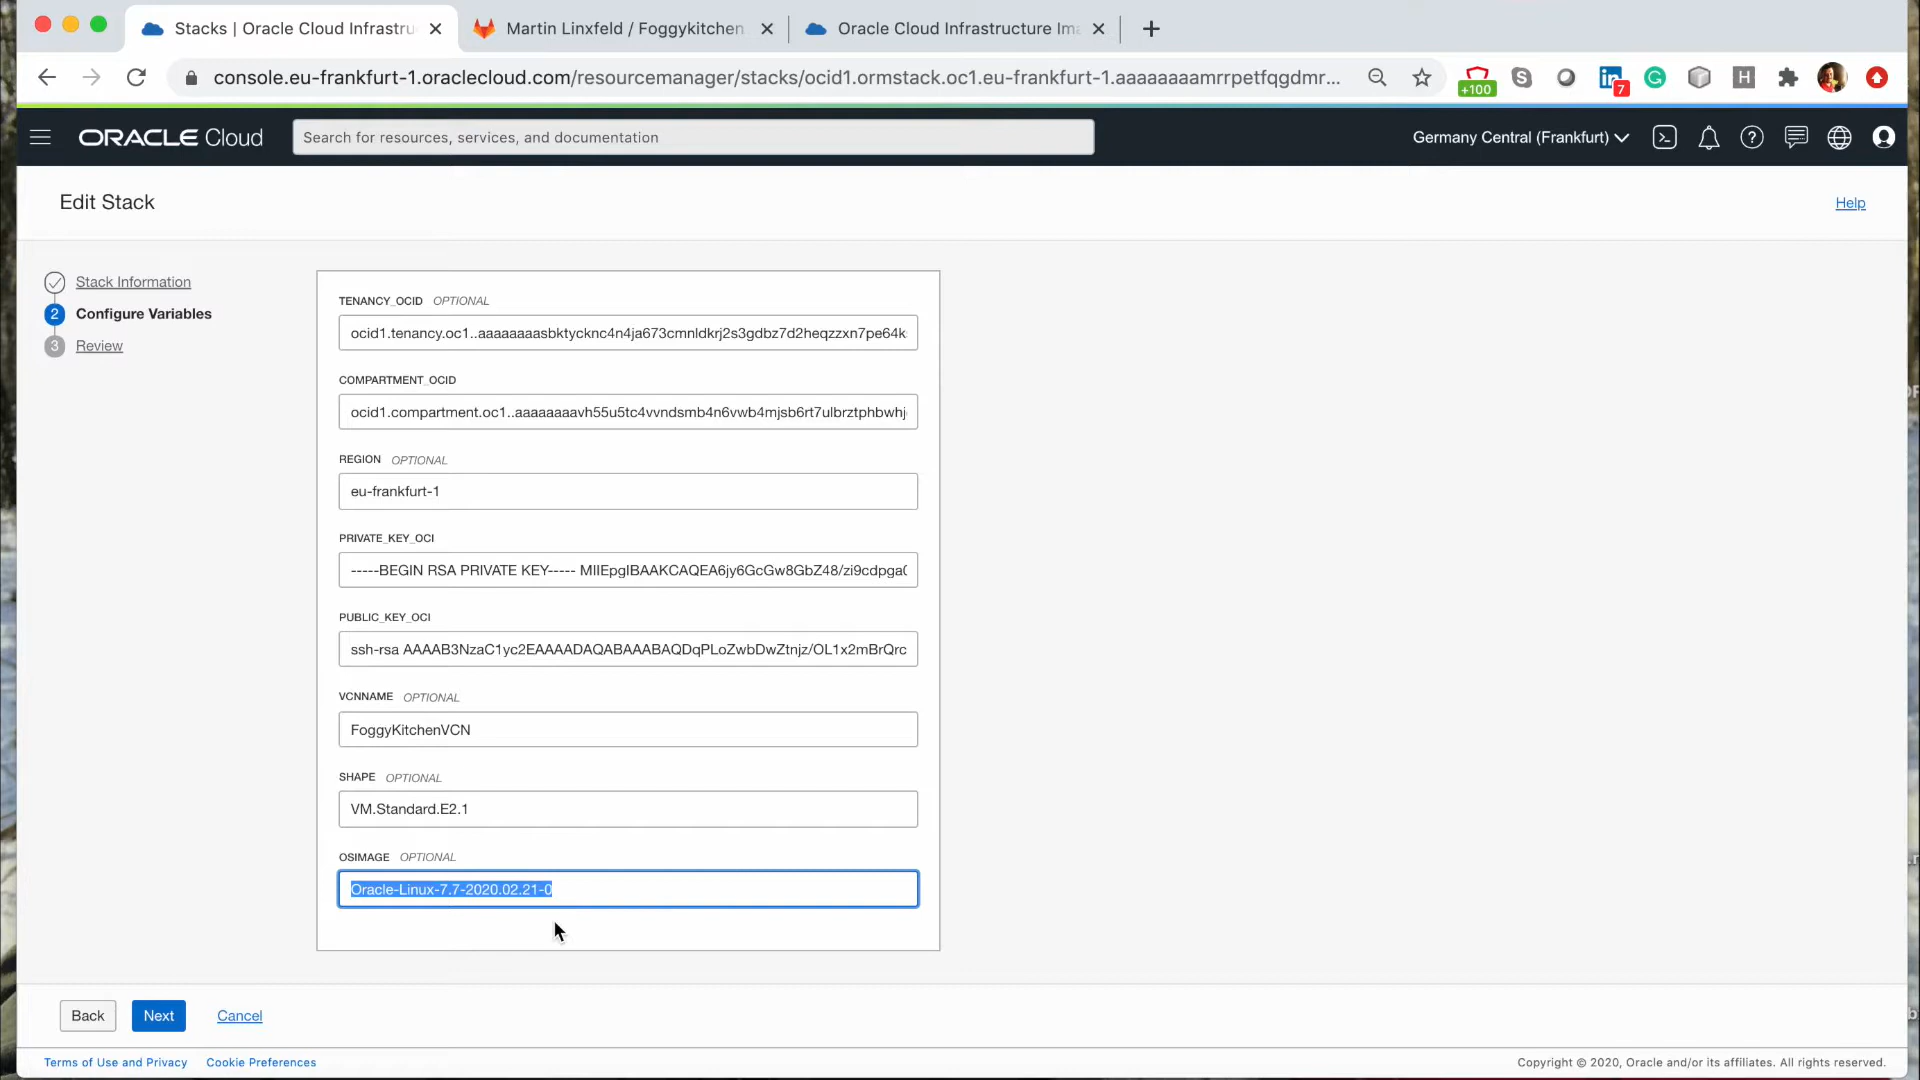 Stacks | Oracle Cloud Infrastru
Martin Linxfeld / Foggykitchen
Oracle Cloud Infrastructure Ima
console.eu-frankfurt-1.oraclecloud.com/resourcemanager/stacks/ocid1.ormstack.oc1.eu-frankfurt-1.aaaaaaaamrrpetfqgdmr...
+100
7
H
ORACLE Cloud
Search for resources, services, and documentation
Germany Central (Frankfurt)
Edit Stack
Help
Stack Information
2 Configure Variables
3 Review
TENANCY_OCID OPTIONAL
ocid1.tenancy.oc1..aaaaaaaasbktycknc4n4ja673cmnldkrj2s3gdbz7d2heqzzxn7pe64k
COMPARTMENT_OCID
ocid1.compartment.oc1..aaaaaaaavh55u5tc4vvndsmb4n6vwb4mjsb6rt7ulbrztphbwhj
REGION OPTIONAL
eu-frankfurt-1
PRIVATE_KEY_OCI
-----BEGIN RSA PRIVATE KEY----- MIIEpgIBAAKCAQEA6jy6GcGw8GbZ48/zi9cdpga0
PUBLIC_KEY_OCI
ssh-rsa AAAAB3NzaC1yc2EAAAADAQABAAABAQDqPLoZwbDwZtnjz/OL1x2mBrQrc
VCNNAME OPTIONAL
FoggyKitchenVCN
SHAPE OPTIONAL
VM.Standard.E2.1
OSIMAGE OPTIONAL
Oracle-Linux-7.7-2020.02.21-0
Back
Next
Cancel
Terms of Use and Privacy
Cookie Preferences
Copyright © 2020, Oracle and/or its affiliates. All rights reserved.